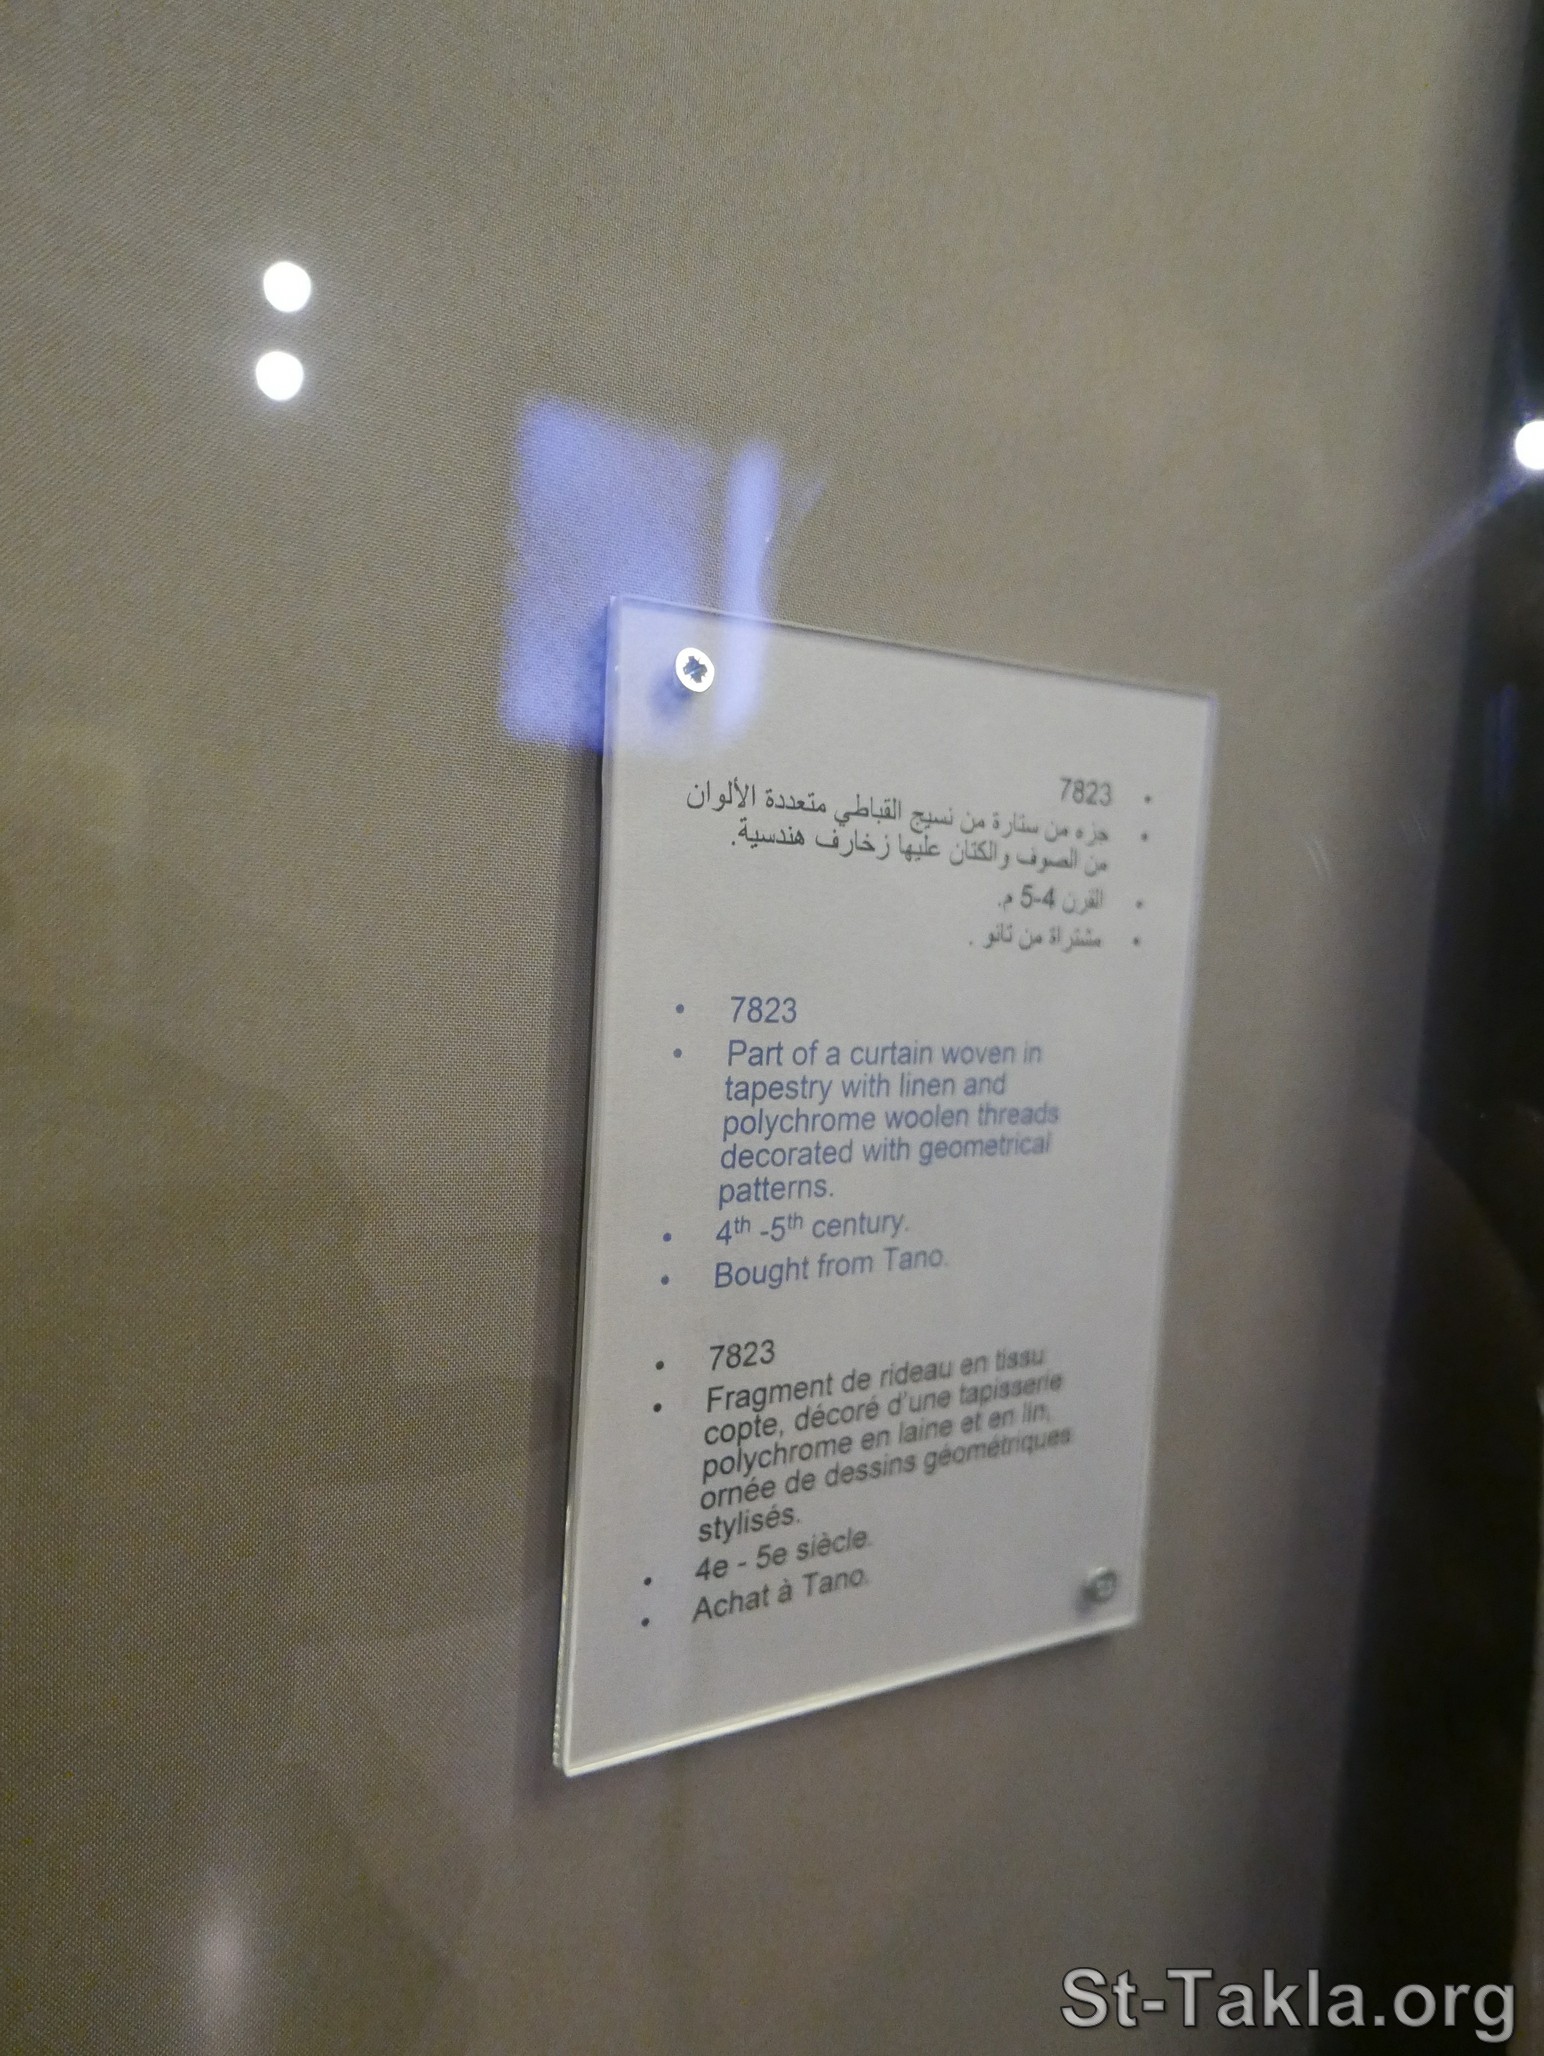 • 7823
• جزء من ستارة من نسيج القباطي متعددة الألوان
من الصوف والكتان عليها زخارف هندسية.
• القرن 4-5 م.
• مشتراة من تانو .
• 7823
• Part of a curtain woven in
tapestry with linen and
polychrome woolen threads
decorated with geometrical
patterns.
• 4th -5th century.
• Bought from Tano.
• 7823
• Fragment de rideau en tissu
copte, décoré d'une tapisserie
polychrome en laine et en lin,
ornée de dessins géométriques
stylisés.
• 4e - 5e siècle.
• Achat à Tano.
St-Takla.org